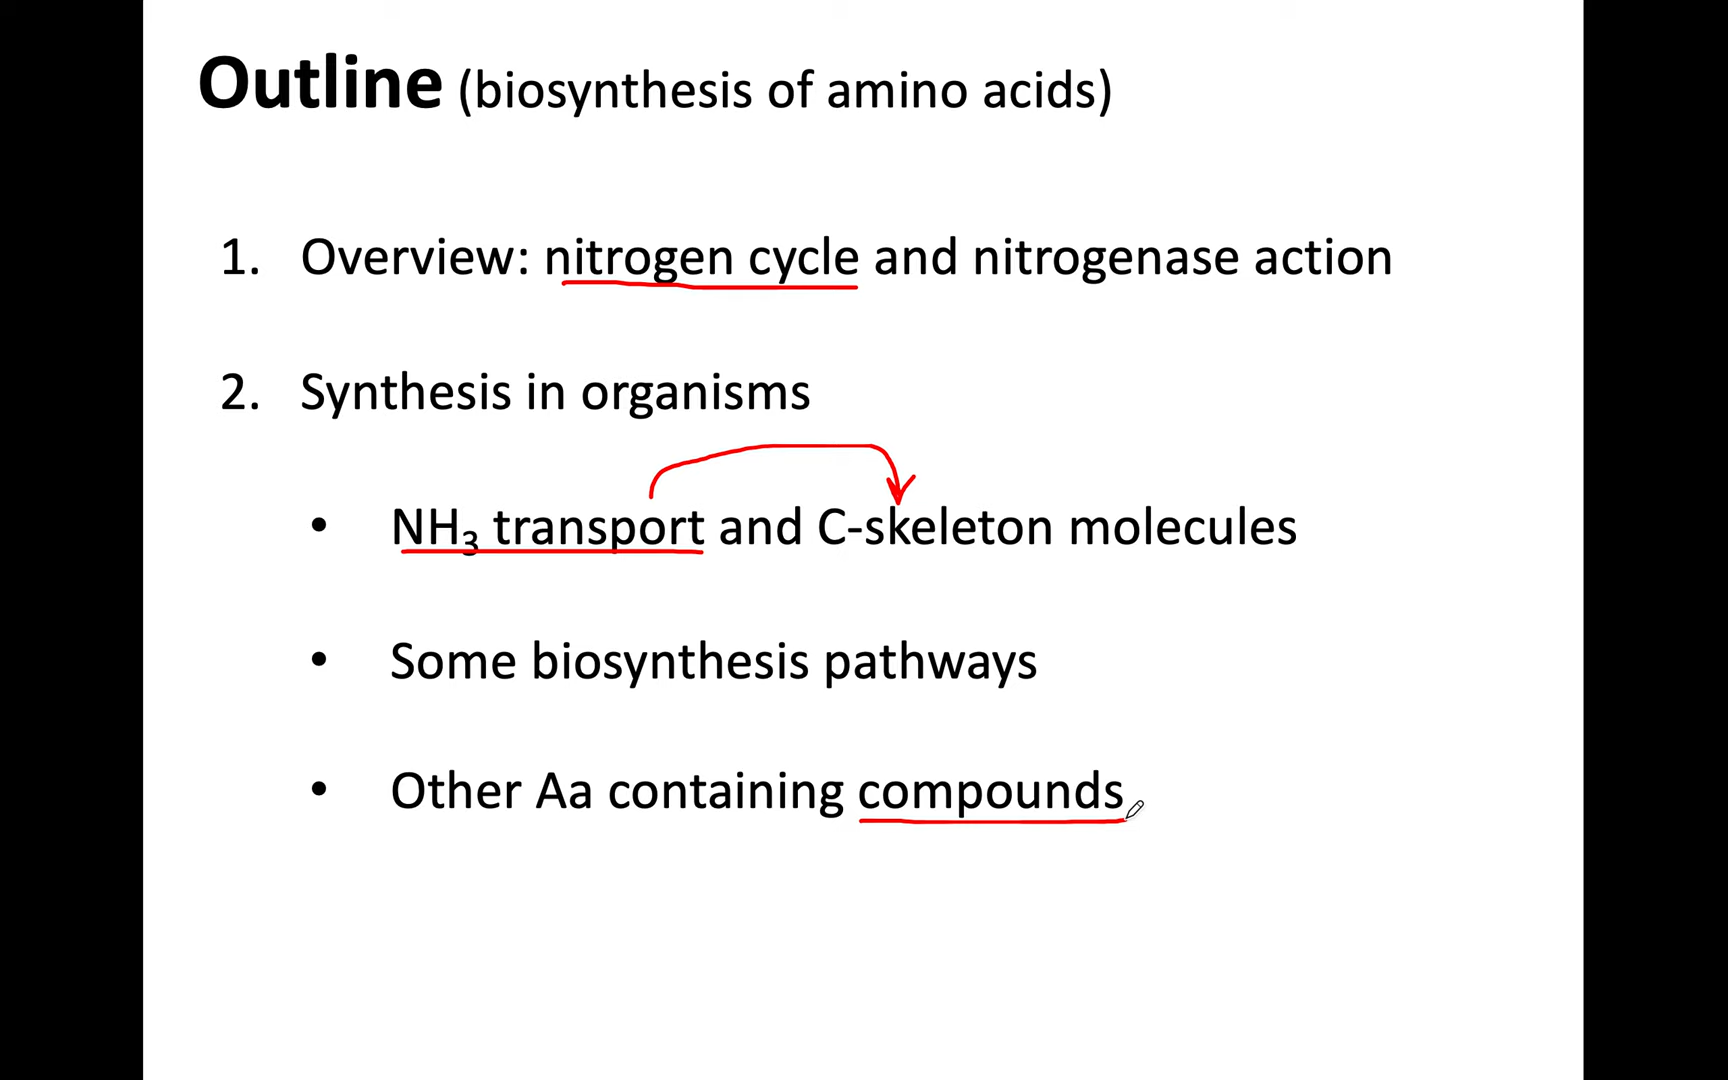 Outline (biosynthesis of amino acids)
1. Overview: nitrogen cycle and nitrogenase action
2. Synthesis in organisms
• NH₃ transport and C-skeleton molecules
• Some biosynthesis pathways
• Other Aa containing compounds